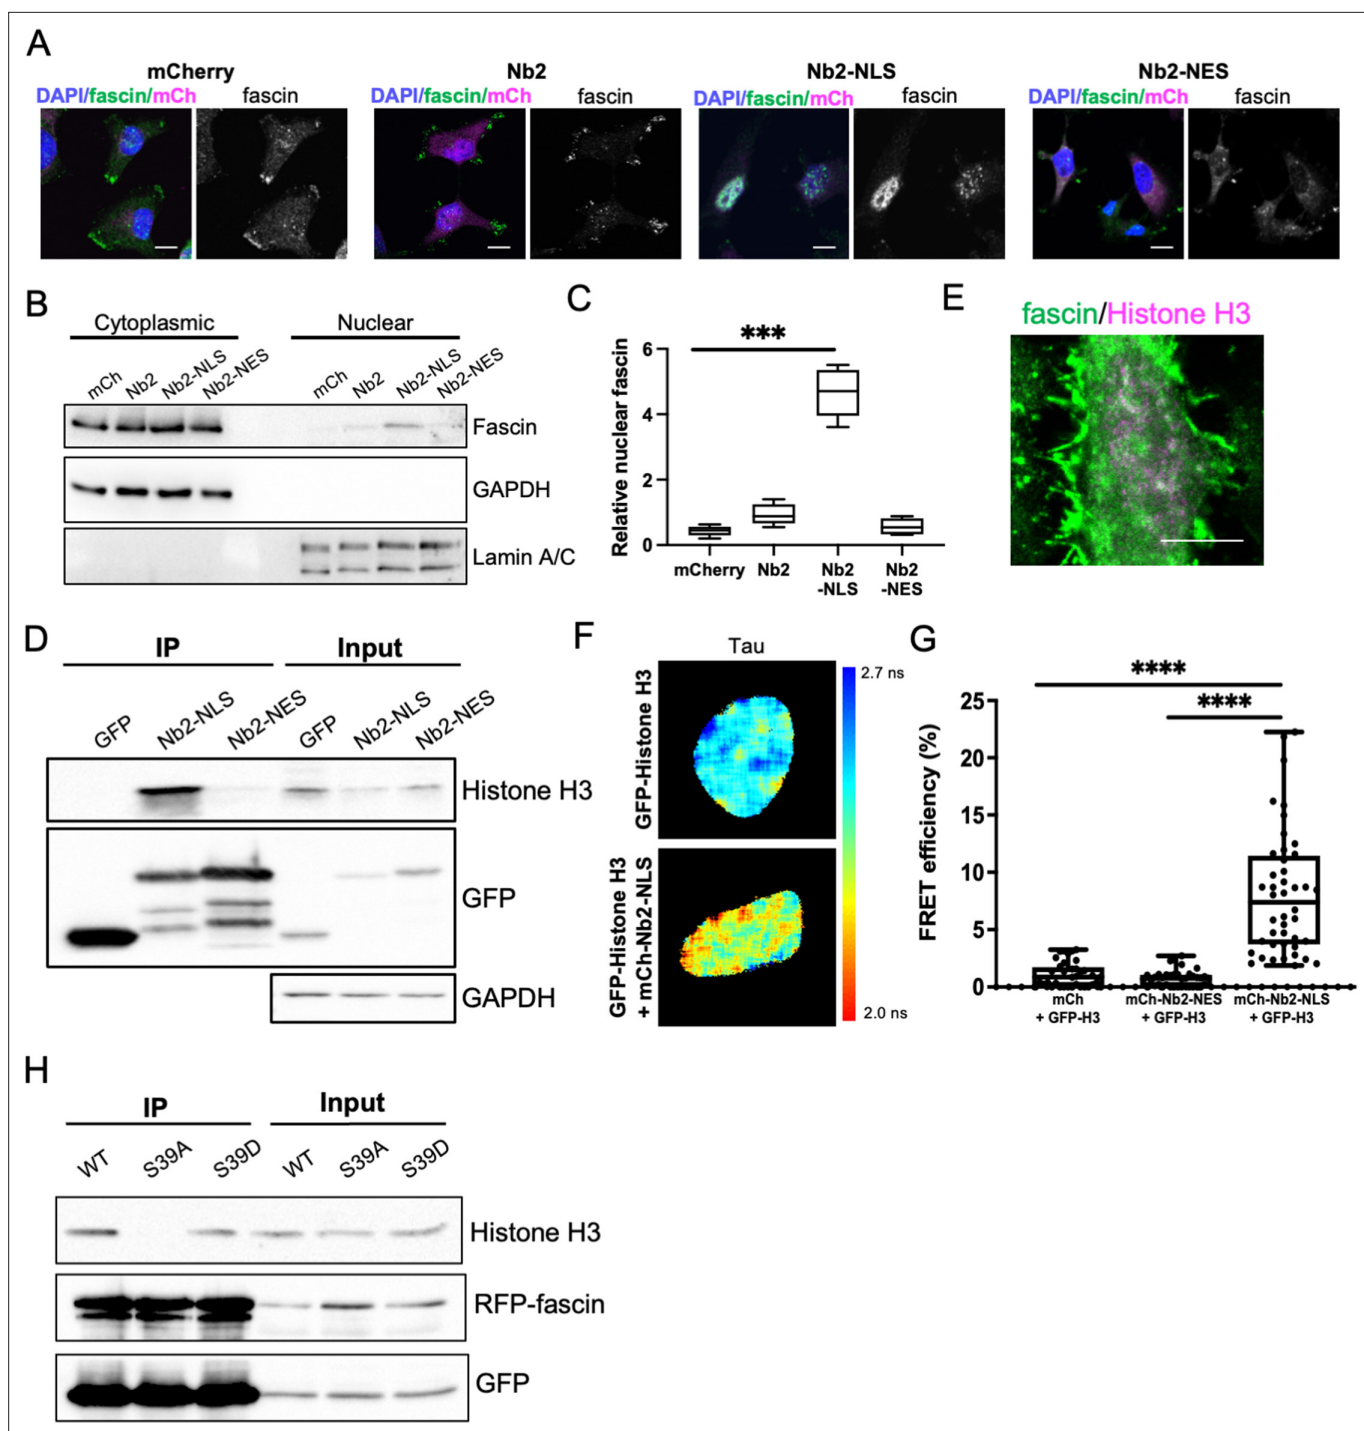 A
mCherry
DAPI/fascin/mCh
fascin
Nb2
DAPI/fascin/mCh
fascin
Nb2-NLS
DAPI/fascin/mCh
fascin
Nb2-NES
DAPI/fascin/mCh
fascin
B
Cytoplasmic
Nuclear
mCh
Nb2
Nb2-NLS
Nb2-NES
mCh
Nb2
Nb2-NLS
Nb2-NES
Fascin
GAPDH
Lamin A/C
C
***
Relative nuclear fascin
6
4
2
0
mCherry
Nb2
Nb2
-NLS
Nb2
-NES
E
fascin/Histone H3
D
IP
Input
GFP
Nb2-NLS
Nb2-NES
GFP
Nb2-NLS
Nb2-NES
Histone H3
GFP
GAPDH
F
Tau
GFP-Histone H3
GFP-Histone H3
+ mCh-Nb2-NLS
2.7 ns
2.0 ns
G
****
****
FRET efficiency (%)
25
20
15
10
5
0
mCh
+ GFP-H3
mCh-Nb2-NES
+ GFP-H3
mCh-Nb2-NLS
+ GFP-H3
H
IP
Input
WT
S39A
S39D
WT
S39A
S39D
Histone H3
RFP-fascin
GFP